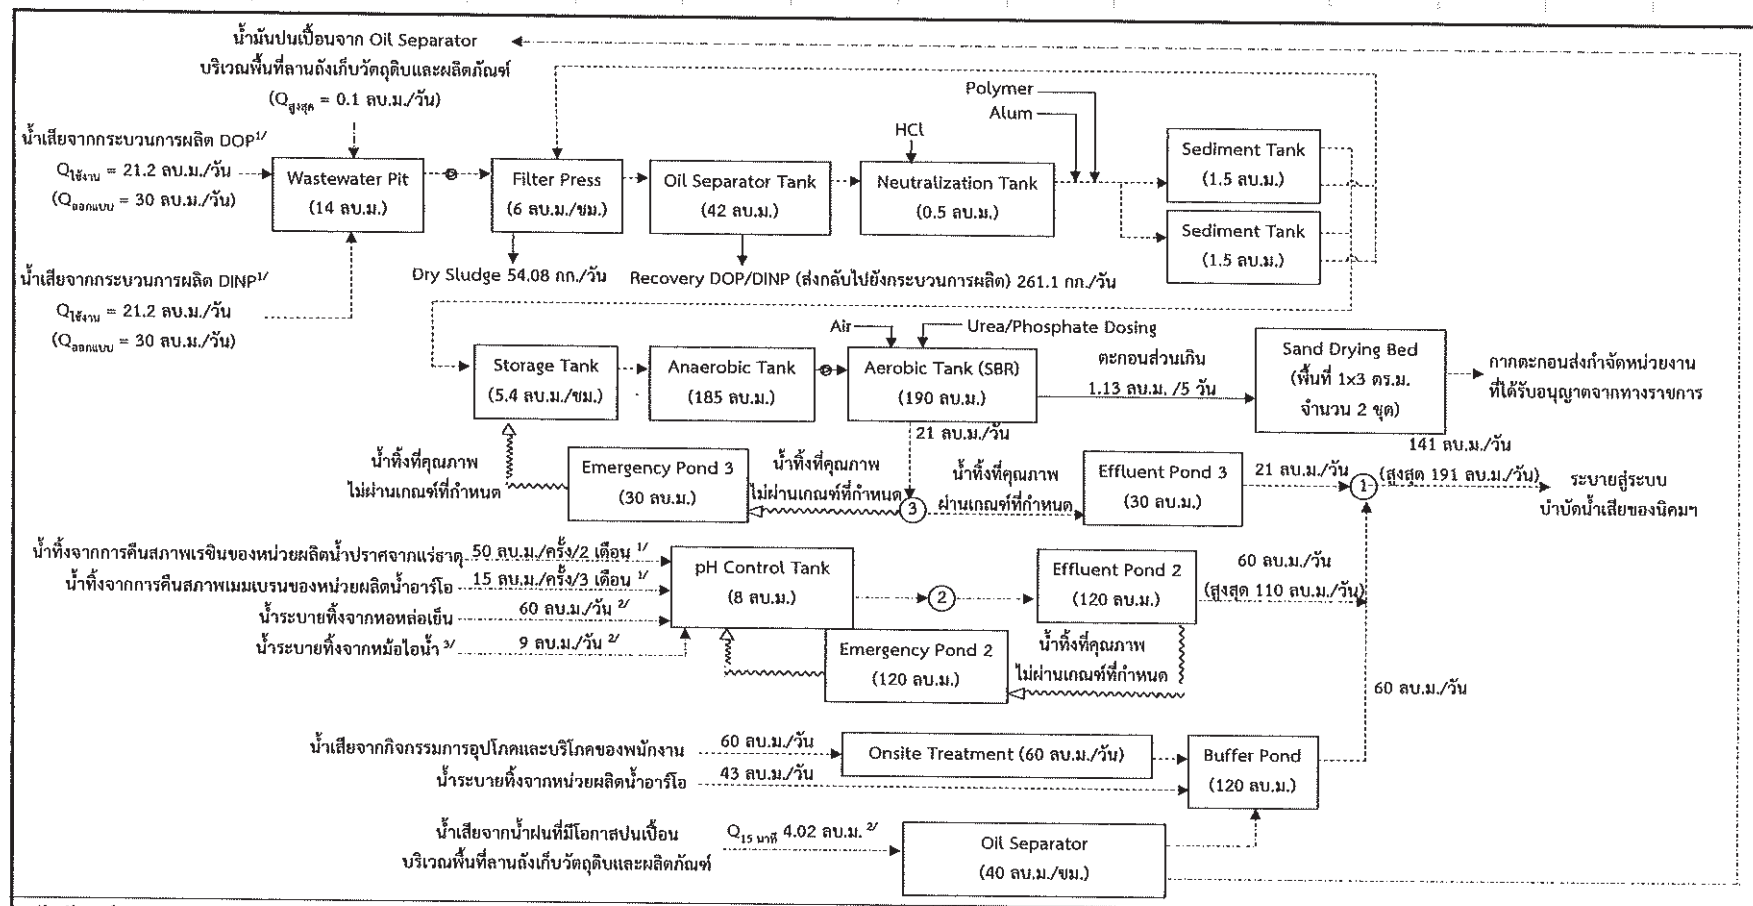 น้ำมันปนเปื้อนจาก Oil Separator
บริเวณพื้นที่ลานถังเก็บวัตถุดิบและผลิตภัณฑ์
(Qสูงสุด = 0.1 ลบ.ม./วัน)
Polymer
Alum
HCl
น้ำเสียจากกระบวนการผลิต DOP1/
Qใช้งาน = 21.2 ลบ.ม./วัน
(Qออกแบบ = 30 ลบ.ม./วัน)
Wastewater Pit
(14 ลบ.ม.)
Filter Press
(6 ลบ.ม./ชม.)
Oil Separator Tank
(42 ลบ.ม.)
Neutralization Tank
(0.5 ลบ.ม.)
Sediment Tank
(1.5 ลบ.ม.)
Sediment Tank
(1.5 ลบ.ม.)
Dry Sludge 54.08 กก./วัน
Recovery DOP/DINP (ส่งกลับไปยังกระบวนการผลิต) 261.1 กก./วัน
น้ำเสียจากกระบวนการผลิต DINP1/
Qใช้งาน = 21.2 ลบ.ม./วัน
(Qออกแบบ = 30 ลบ.ม./วัน)
Air
Urea/Phosphate Dosing
Storage Tank
(5.4 ลบ.ม./ชม.)
Anaerobic Tank
(185 ลบ.ม.)
Aerobic Tank (SBR)
(190 ลบ.ม.)
ตะกอนส่วนเกิน
1.13 ลบ.ม. /5 วัน
Sand Drying Bed
(พื้นที่ 1x3 ตร.ม.
จำนวน 2 ชุด)
กากตะกอนส่งกำจัดหน่วยงาน
ที่ได้รับอนุญาตจากทางราชการ
21 ลบ.ม./วัน
น้ำทิ้งที่คุณภาพ
ไม่ผ่านเกณฑ์ที่กำหนด
Emergency Pond 3
(30 ลบ.ม.)
น้ำทิ้งที่คุณภาพ
ไม่ผ่านเกณฑ์ที่กำหนด
3
น้ำทิ้งที่คุณภาพ
ผ่านเกณฑ์ที่กำหนด
Effluent Pond 3
(30 ลบ.ม.)
21 ลบ.ม./วัน
1
141 ลบ.ม./วัน
(สูงสุด 191 ลบ.ม./วัน)
ระบายสู่ระบบ
บำบัดน้ำเสียของนิคมฯ
น้ำทิ้งจากการคืนสภาพเรซินของหน่วยผลิตน้ำปราศจากแร่ธาตุ 50 ลบ.ม./ครั้ง/2 เดือน 1/
น้ำทิ้งจากการคืนสภาพเมมเบรนของหน่วยผลิตน้ำอาร์โอ 15 ลบ.ม./ครั้ง/3 เดือน 1/
น้ำระบายทิ้งจากหอหล่อเย็น 60 ลบ.ม./วัน 2/
น้ำระบายทิ้งจากหม้อไอน้ำ 3/ 9 ลบ.ม./วัน 2/
pH Control Tank
(8 ลบ.ม.)
2
Effluent Pond 2
(120 ลบ.ม.)
60 ลบ.ม./วัน
(สูงสุด 110 ลบ.ม./วัน)
Emergency Pond 2
(120 ลบ.ม.)
น้ำทิ้งที่คุณภาพ
ไม่ผ่านเกณฑ์ที่กำหนด
60 ลบ.ม./วัน
น้ำเสียจากกิจกรรมการอุปโภคและบริโภคของพนักงาน 60 ลบ.ม./วัน
Onsite Treatment (60 ลบ.ม./วัน)
น้ำระบายทิ้งจากหน่วยผลิตน้ำอาร์โอ 43 ลบ.ม./วัน
Buffer Pond
(120 ลบ.ม.)
น้ำเสียจากน้ำฝนที่มีโอกาสปนเปื้อน
บริเวณพื้นที่ลานถังเก็บวัตถุดิบและผลิตภัณฑ์
Q15 นาที 4.02 ลบ.ม. 2/
Oil Separator
(40 ลบ.ม./ชม.)